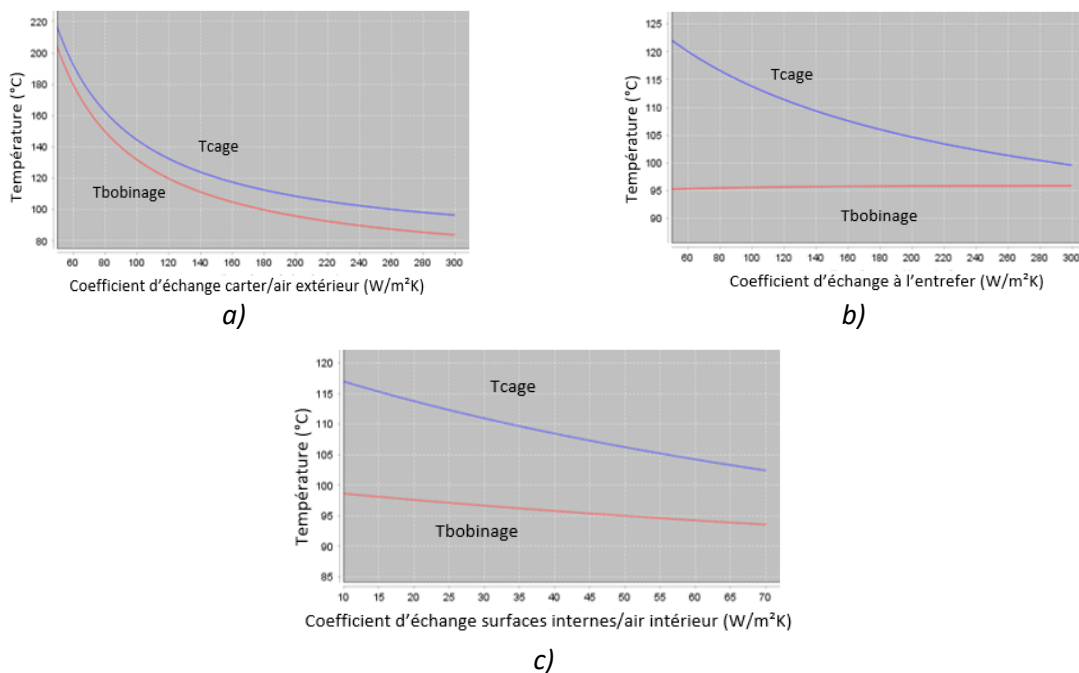 220
200
180
160
140
120
100
80
Température (°C)
Tcage
Tbobinage
60 80 100 120 140 160 180 200 220 240 260 280 300
Coefficient d'échange carter/air extérieur (W/m²K)
a)
125
120
115
110
105
100
95
90
Température (°C)
Tcage
Tbobinage
60 80 100 120 140 160 180 200 220 240 260 280 300
Coefficient d'échange à l'entrefer (W/m²K)
b)
120
115
110
105
100
95
90
85
Température (°C)
Tcage
Tbobinage
10 15 20 25 30 35 40 45 50 55 60 65 70
Coefficient d'échange surfaces internes/air intérieur (W/m²K)
c)